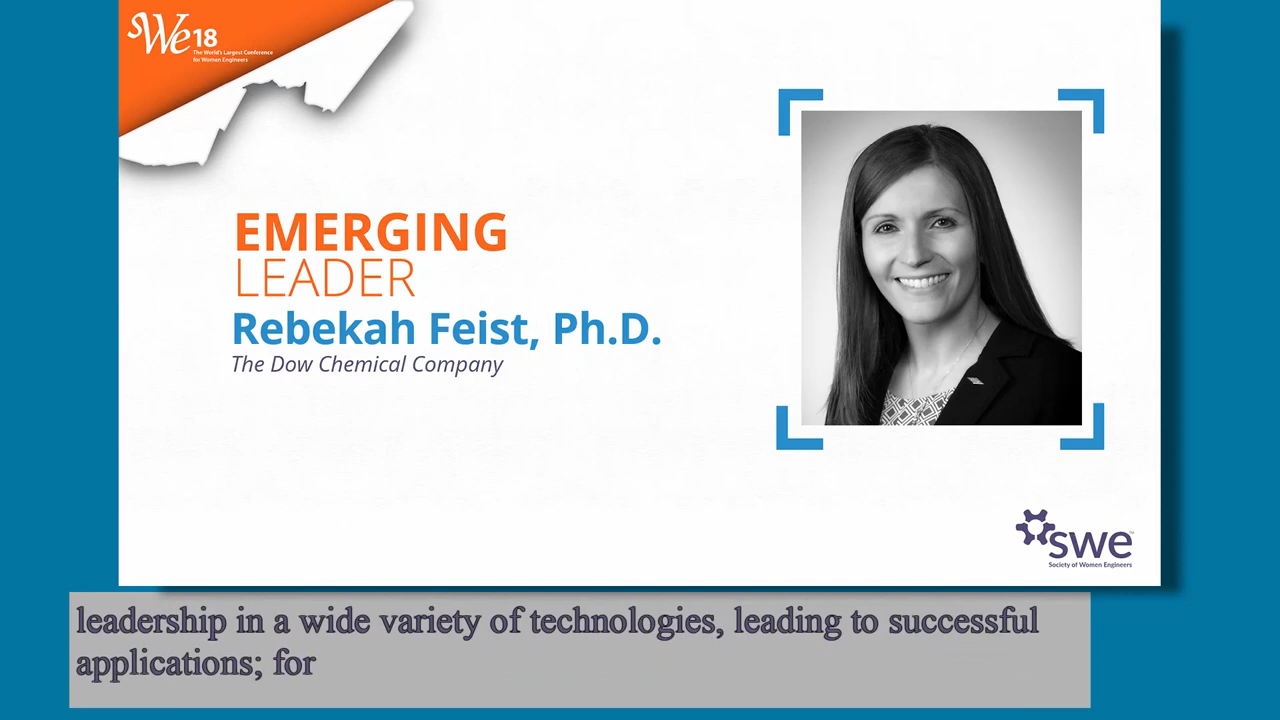 SWe18
The World's Largest Conference
for Women Engineers
EMERGING
LEADER
Rebekah Feist, Ph.D.
The Dow Chemical Company
swe
Society of Women Engineers
leadership in a wide variety of technologies, leading to successful
applications; for